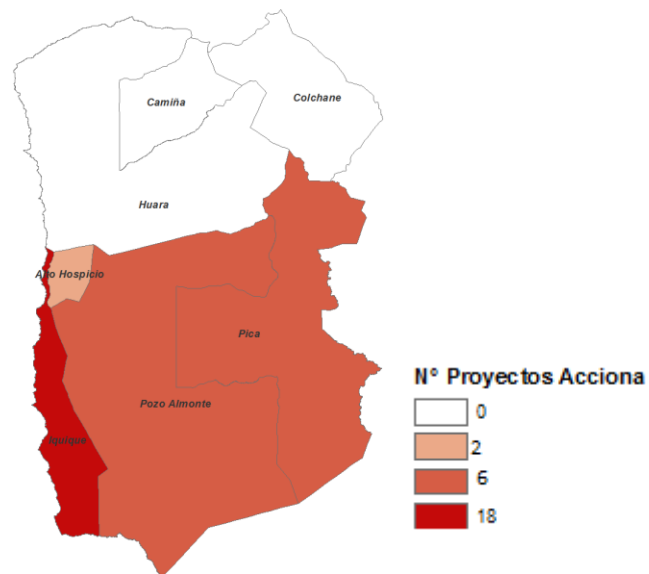 Camiña
Colchane
Huara
Alto Hospicio
Pica
Pozo Almonte
Iquique
N° Proyectos Acciona
0
2
6
18